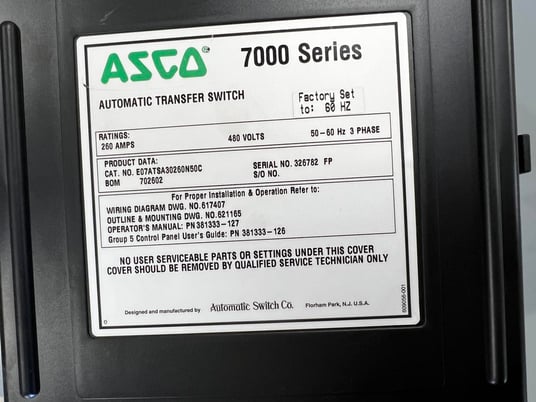 ASCO® 7000 Series
AUTOMATIC TRANSFER SWITCH
Factory Set
to: 60 HZ
RATINGS:
260 AMPS 480 VOLTS 50-60 Hz 3 PHASE
PRODUCT DATA:
CAT. NO. E07ATSA30260N50C SERIAL NO. 326782 FP
BOM 702602 S/O NO.
For Proper Installation & Operation Refer to:
WIRING DIAGRAM DWG. NO.617407
OUTLINE & MOUNTING DWG. NO.621165
OPERATOR'S MANUAL: PN 381333-127
Group 5 Control Panel User's Guide: PN 381333-126
NO USER SERVICEABLE PARTS OR SETTINGS UNDER THIS COVER
COVER SHOULD BE REMOVED BY QUALIFIED SERVICE TECHNICIAN ONLY
Designed and manufactured by Automatic Switch Co. Florham Park, N.J. U.S.A.